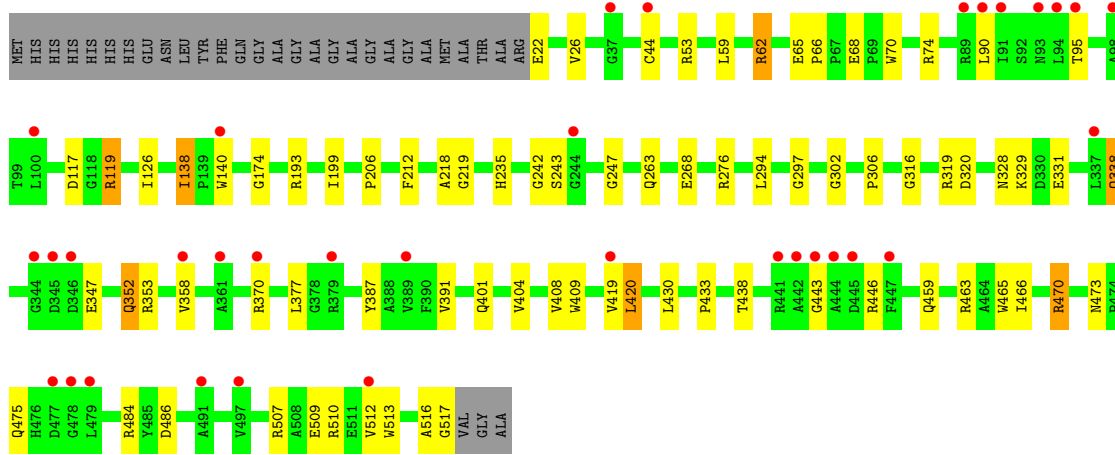 MET HIS HIS HIS HIS HIS HIS GLU ASN LEU TYR PHE GLN GLY ALA GLY ALA ALA GLY ALA GLY ALA MET ALA THR ALA ARG E22 V26 G37 C44 R53 L59 R62 E65 P66 P67 E68 P69 W70 R74 R89 L90 I91 S92 N93 L94 T95 A98
T99 L100 D117 G118 R119 I126 I138 P139 W140 G174 R193 I199 P206 F212 A218 G219 H235 G242 S243 G244 G247 Q263 E268 R276 L294 G297 G302 P306 G316 R319 D320 N328 K329 D330 E331 L337
G344 D345 D346 E347 Q352 R353 V358 A361 R370 L377 G378 R379 Y387 A388 V389 F390 V391 Q401 V404 V408 W409 V419 L420 L430 P433 T438 R441 A442 G443 A444 D445 R446 F447 Q459 R463 A464 W465 I466 R470 N473
Q475 H476 D477 G478 L479 R484 Y485 D486 A491 V497 R507 A508 E509 R510 E511 V512 W513 A516 G517 VAL GLY ALA